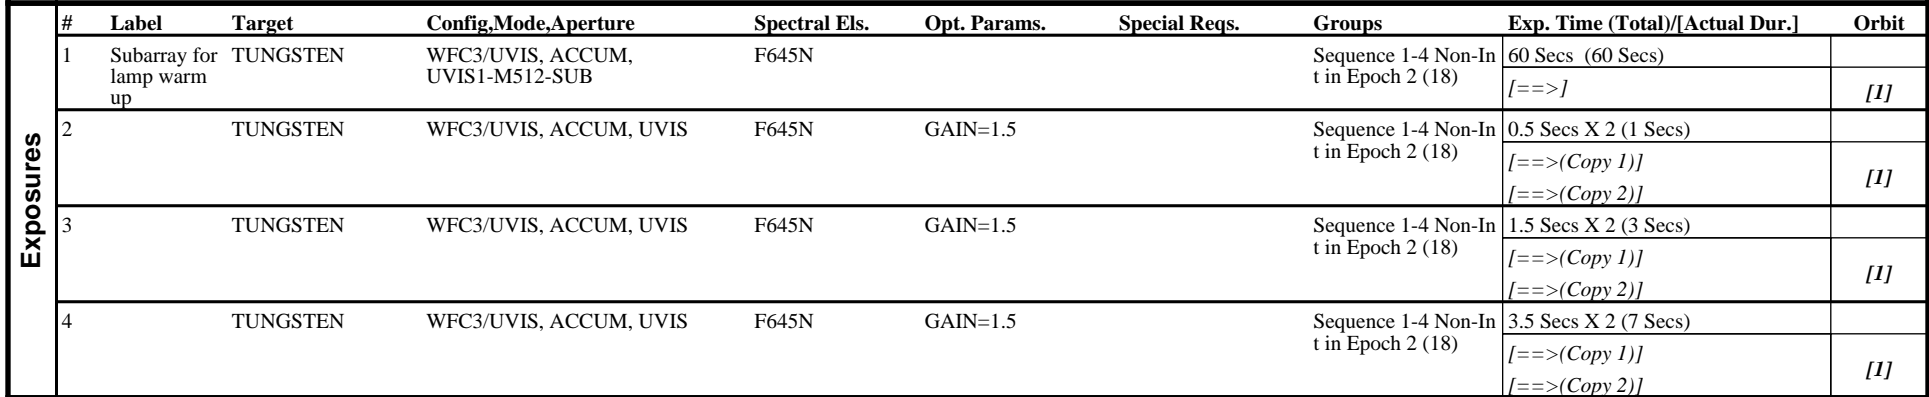 # Label Target Config,Mode,Aperture Spectral Els. Opt. Params. Special Reqs. Groups Exp. Time (Total)/[Actual Dur.] Orbit
Exposures
1 Subarray for TUNGSTEN WFC3/UVIS, ACCUM, F645N Sequence 1-4 Non-In 60 Secs (60 Secs)
lamp warm UVIS1-M512-SUB t in Epoch 2 (18)
up [==>] [1]
2 TUNGSTEN WFC3/UVIS, ACCUM, UVIS F645N GAIN=1.5 Sequence 1-4 Non-In 0.5 Secs X 2 (1 Secs)
t in Epoch 2 (18) [==>(Copy 1)]
[==>(Copy 2)] [1]
3 TUNGSTEN WFC3/UVIS, ACCUM, UVIS F645N GAIN=1.5 Sequence 1-4 Non-In 1.5 Secs X 2 (3 Secs)
t in Epoch 2 (18) [==>(Copy 1)]
[==>(Copy 2)] [1]
4 TUNGSTEN WFC3/UVIS, ACCUM, UVIS F645N GAIN=1.5 Sequence 1-4 Non-In 3.5 Secs X 2 (7 Secs)
t in Epoch 2 (18) [==>(Copy 1)]
[==>(Copy 2)] [1]